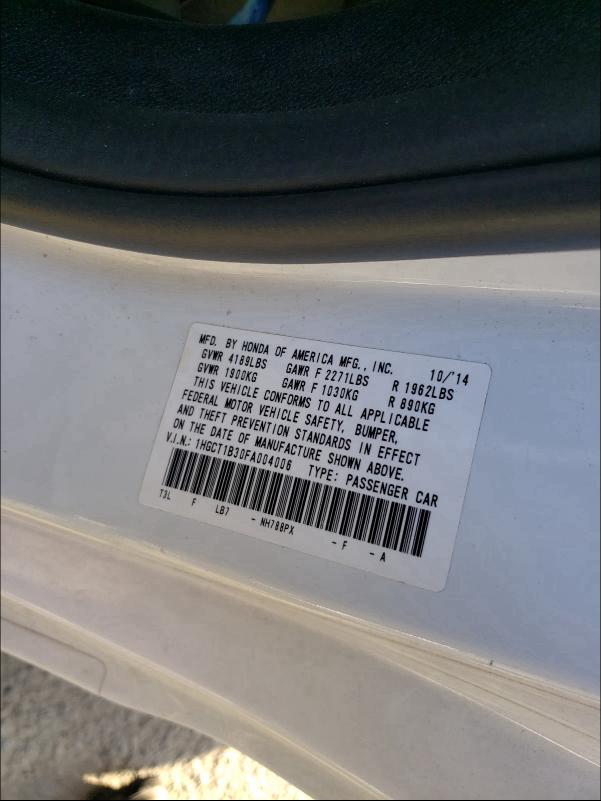 MFD. BY HONDA OF AMERICA MFG., INC. 10/'14
GVWR 4189LBS GAWR F 2271LBS R 1962LBS
GVWR 1900KG GAWR F 1030KG R 890KG
THIS VEHICLE CONFORMS TO ALL APPLICABLE
FEDERAL MOTOR VEHICLE SAFETY, BUMPER,
AND THEFT PREVENTION STANDARDS IN EFFECT
ON THE DATE OF MANUFACTURE SHOWN ABOVE.
V.I.N.: 1HGCT1B30FA004006 TYPE: PASSENGER CAR
T3L F LB7 - NH788PX - F - A